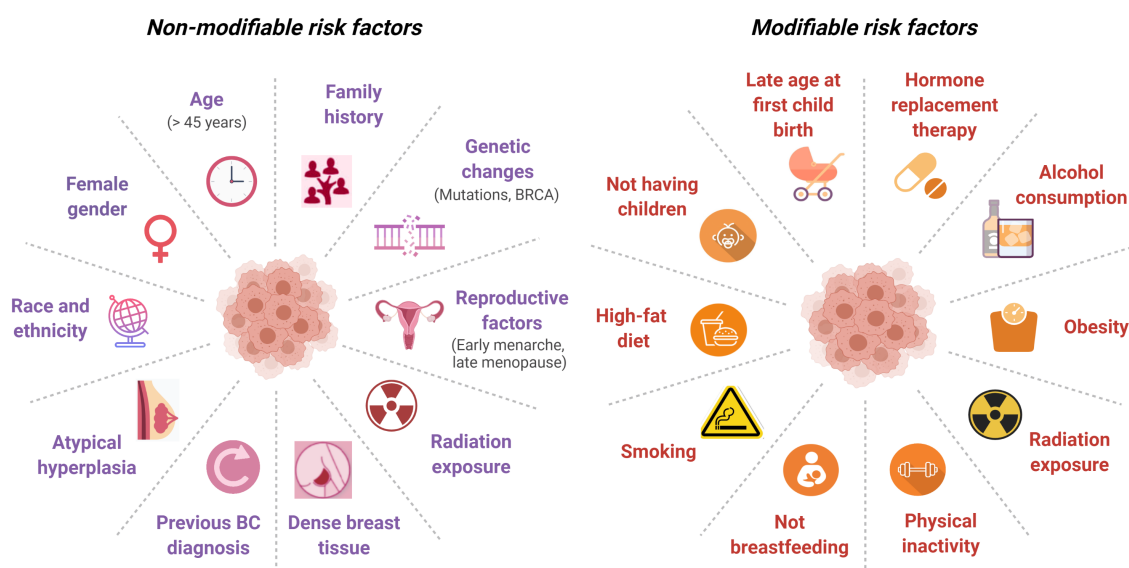 Non-modifiable risk factors
Age
(> 45 years)
Family
history
Genetic
changes
(Mutations, BRCA)
Reproductive
factors
(Early menarche,
late menopause)
Radiation
exposure
Dense breast
tissue
Previous BC
diagnosis
Atypical
hyperplasia
Race and
ethnicity
Female
gender
Modifiable risk factors
Late age at
first child
birth
Hormone
replacement
therapy
Alcohol
consumption
Obesity
Radiation
exposure
Physical
inactivity
Not
breastfeeding
Smoking
High-fat
diet
Not having
children